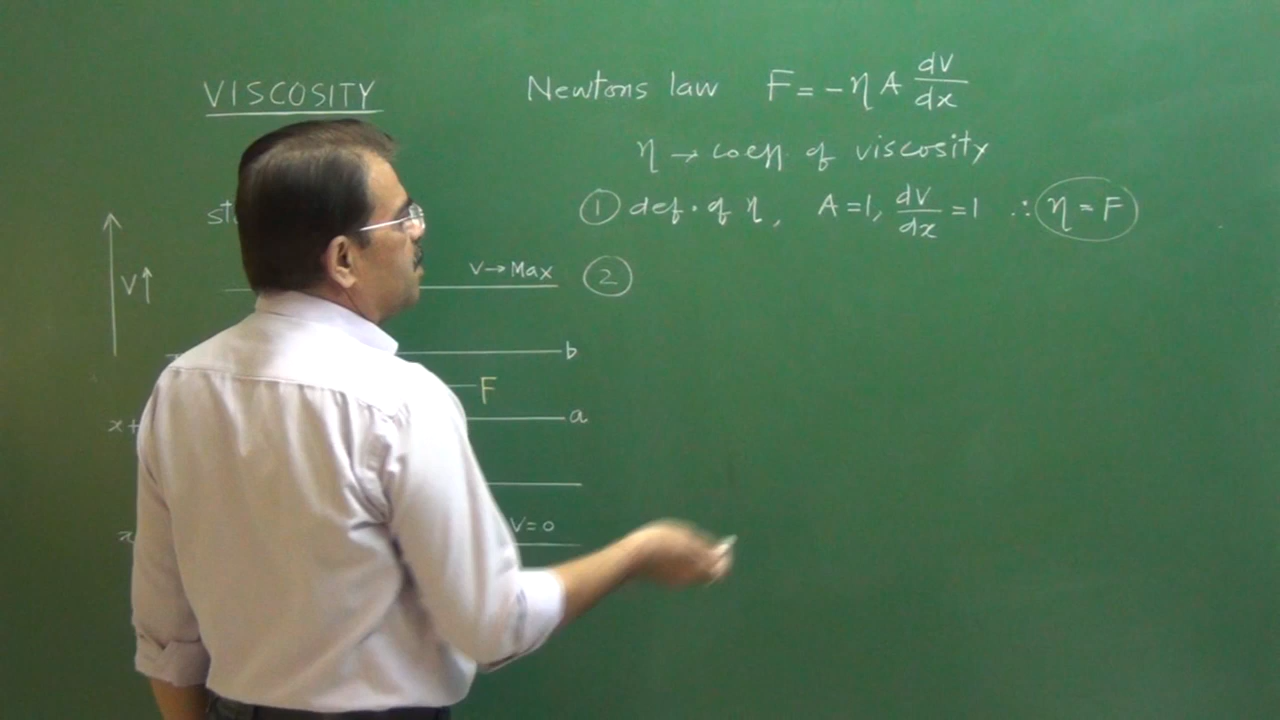 VISCOSITY
Newtons law F = -η A dv/dx
η → coeff. of viscosity
① def. of η, A=1, dv/dx = 1 ∴ η = F
②
v→Max
V↑
b
F
a
x+
V=0
x